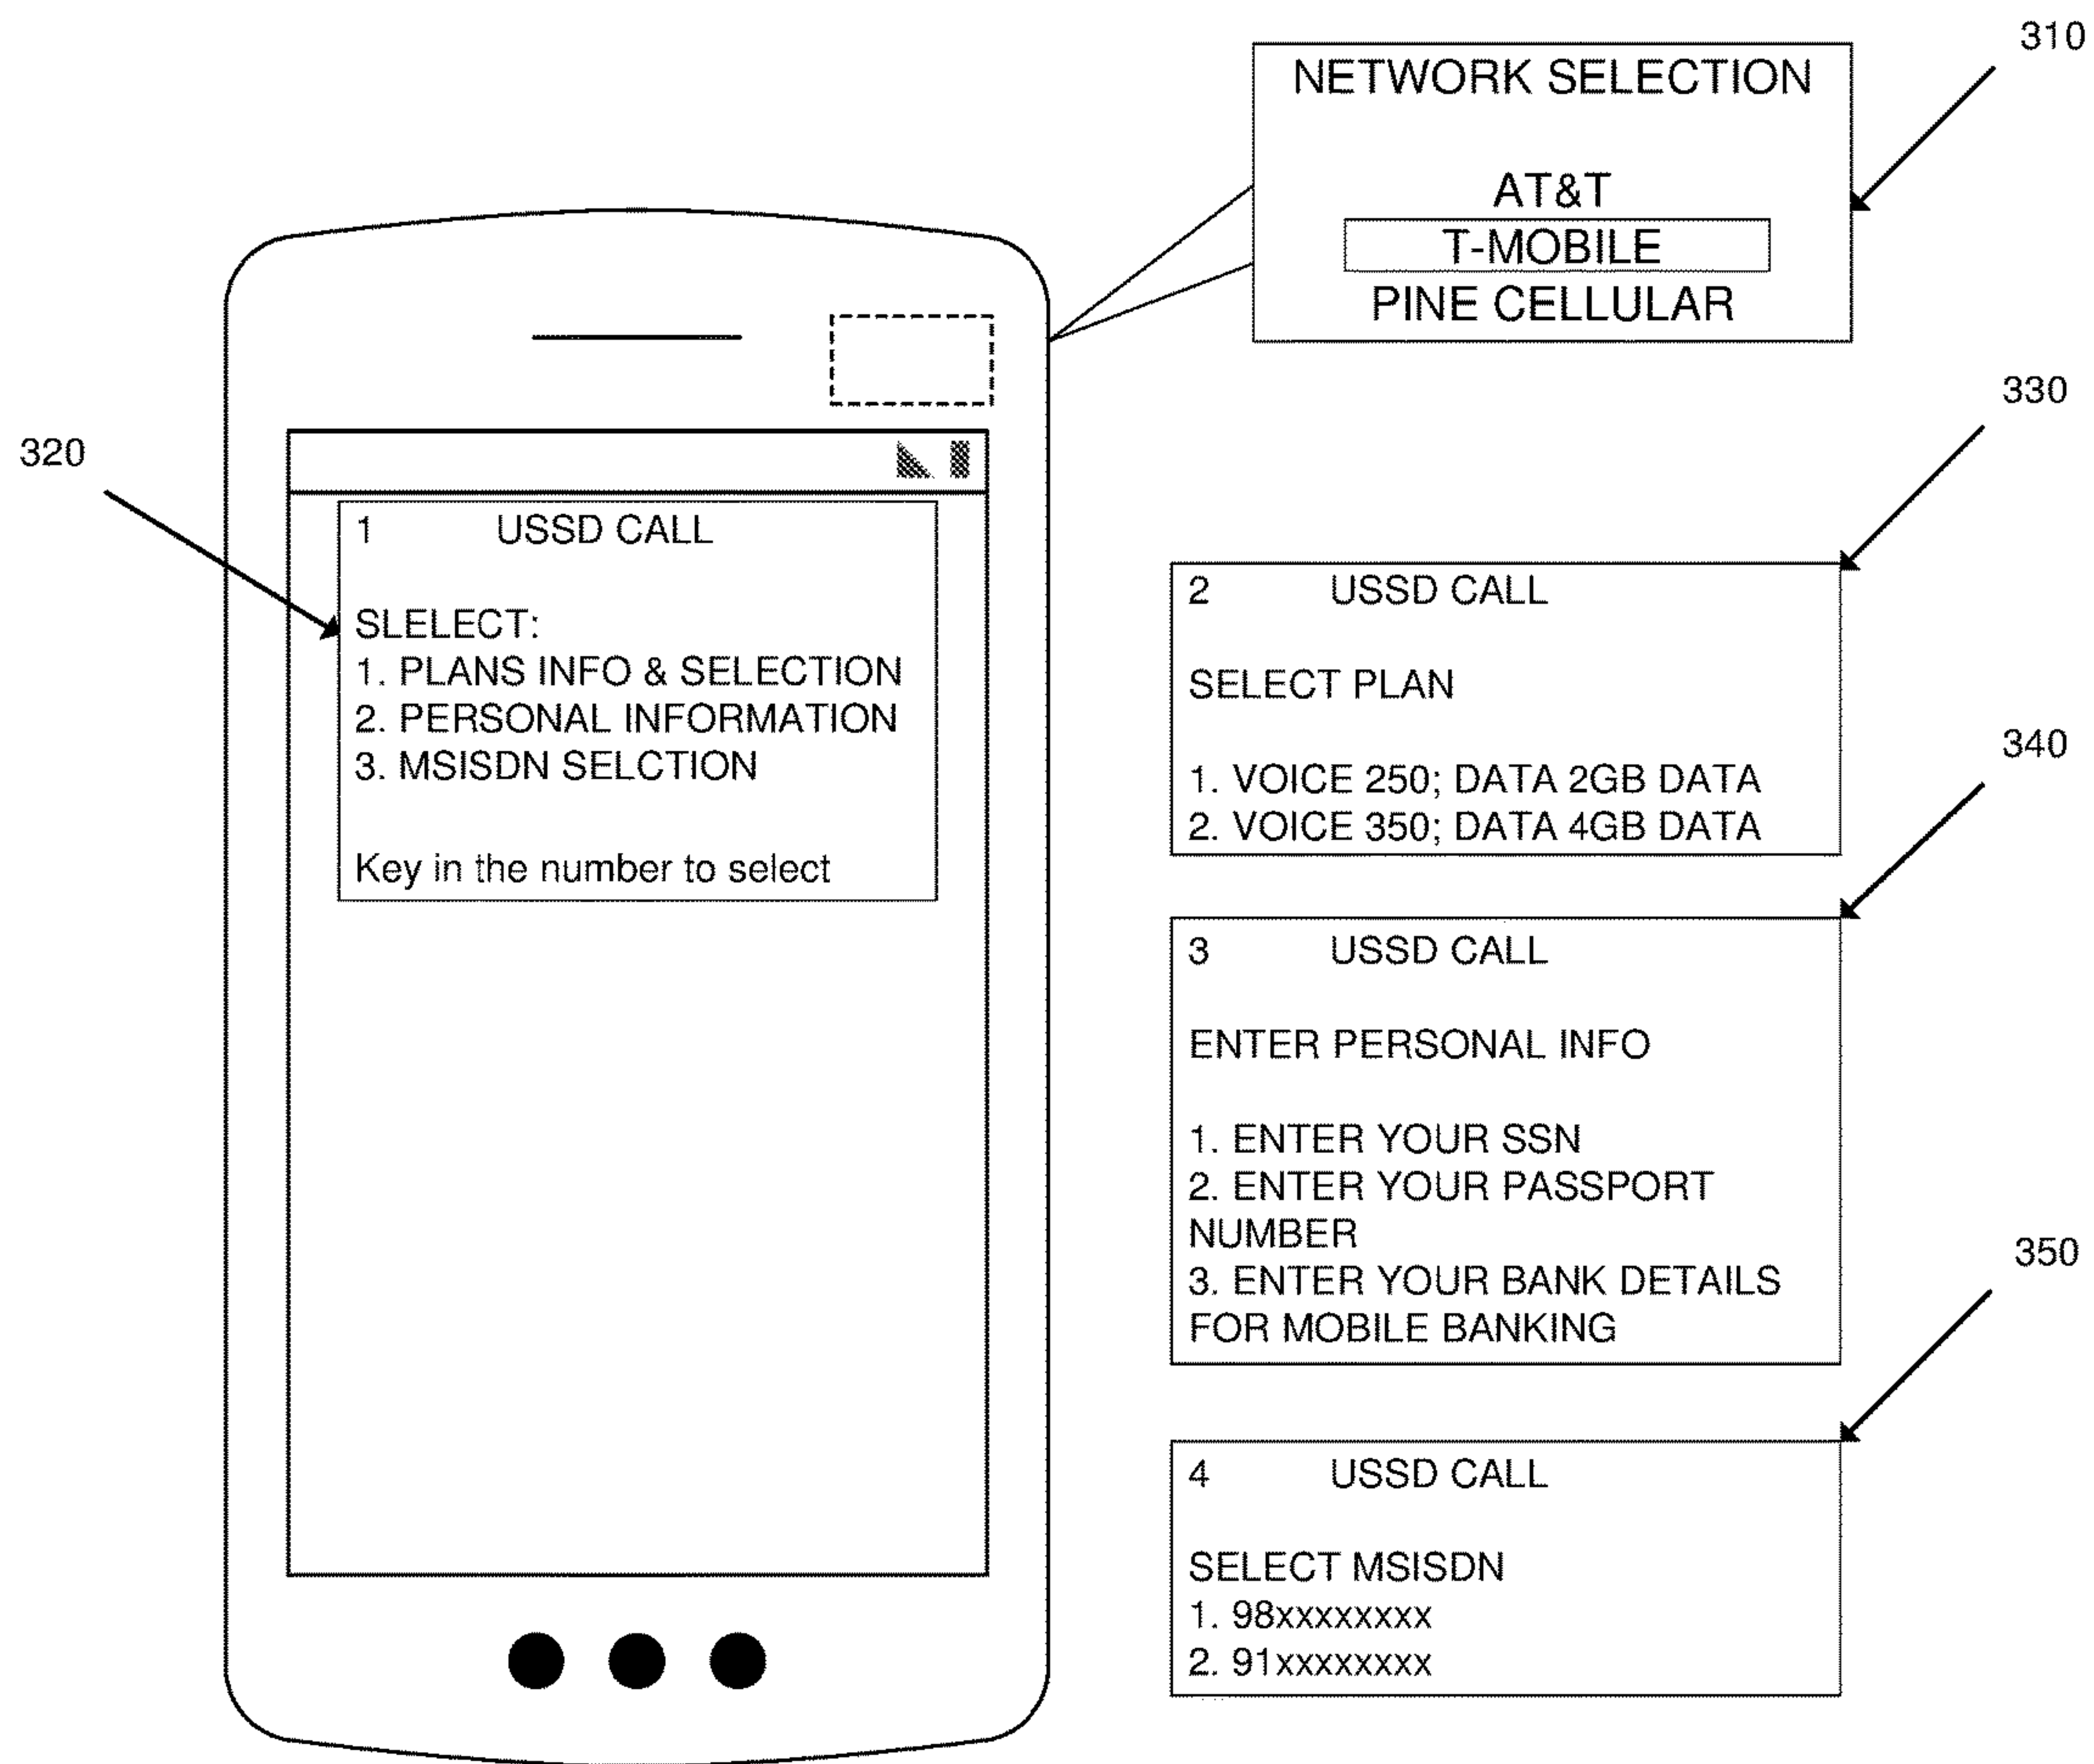 310
NETWORK SELECTION
AT&T
T-MOBILE
PINE CELLULAR
320
1 USSD CALL
SLELECT:
1. PLANS INFO & SELECTION
2. PERSONAL INFORMATION
3. MSISDN SELCTION
Key in the number to select
330
2 USSD CALL
SELECT PLAN
1. VOICE 250; DATA 2GB DATA
2. VOICE 350; DATA 4GB DATA
340
3 USSD CALL
ENTER PERSONAL INFO
1. ENTER YOUR SSN
2. ENTER YOUR PASSPORT
NUMBER
3. ENTER YOUR BANK DETAILS
FOR MOBILE BANKING
350
4 USSD CALL
SELECT MSISDN
1. 98xxxxxxxx
2. 91xxxxxxxx